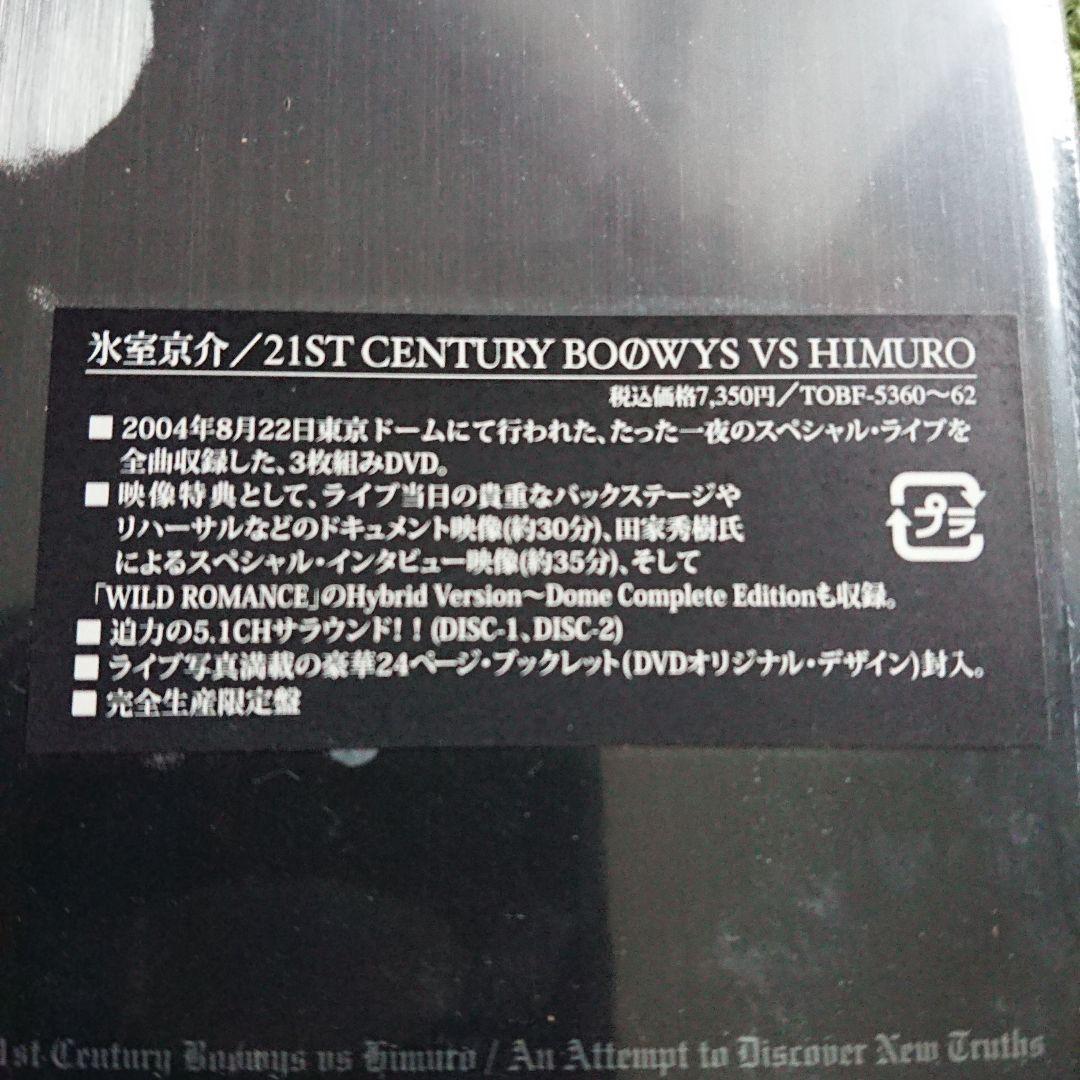 氷室京介/21ST CENTURY BOØWYS VS HIMURO
税込価格7,350円/TOBF-5360〜62
■ 2004年8月22日東京ドームにて行われた、たった一夜のスペシャル・ライブを
全曲収録した、3枚組みDVD。
■ 映像特典として、ライブ当日の貴重なバックステージや
リハーサルなどのドキュメント映像(約30分)、田家秀樹氏
によるスペシャル・インタビュー映像(約35分)、そして
「WILD ROMANCE」のHybrid Version〜Dome Complete Editionも収録。
プラ
■ 迫力の5.1CHサラウンド!!(DISC-1、DISC-2)
■ ライブ写真満載の豪華24ページ・ブックレット(DVDオリジナル・デザイン)封入。
■ 完全生産限定盤
1st Century Boøwys vs Himuro / An Attempt to Discover New Truths